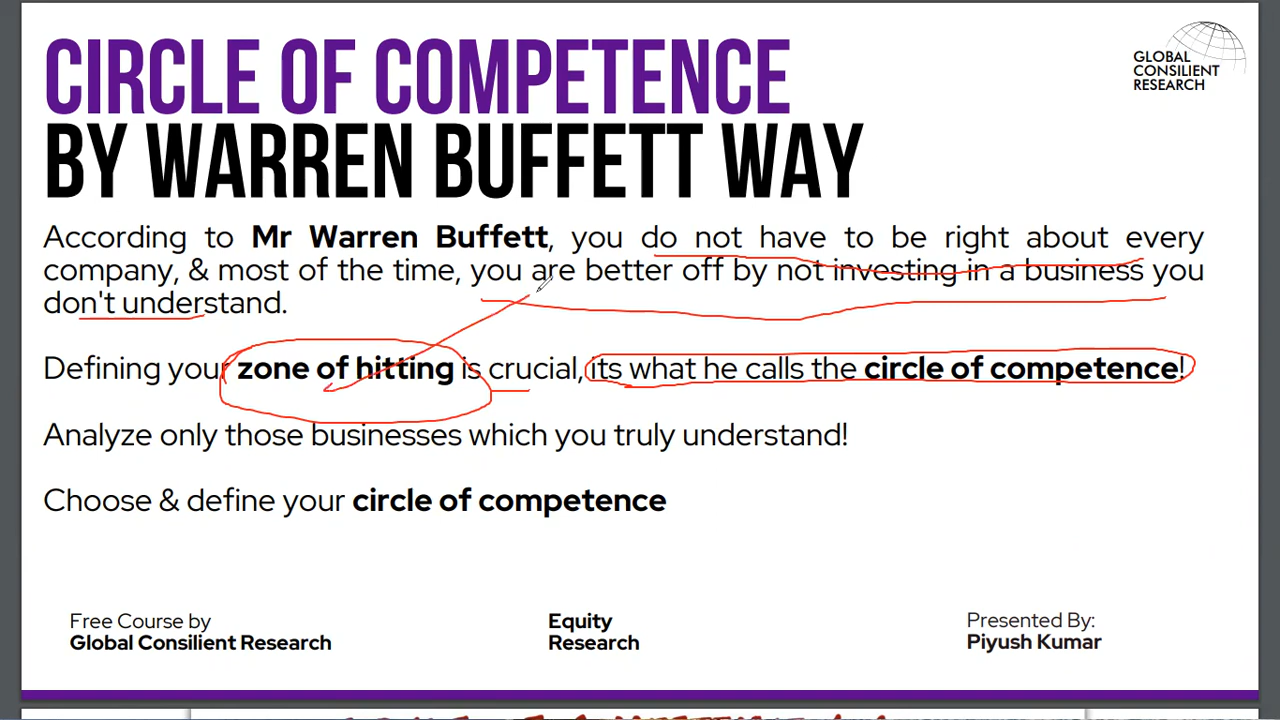 CIRCLE OF COMPETENCE
BY WARREN BUFFETT WAY
GLOBAL
CONSILIENT
RESEARCH
According to Mr Warren Buffett, you do not have to be right about every
company, & most of the time, you are better off by not investing in a business you
don't understand.
Defining your zone of hitting is crucial, its what he calls the circle of competence!
Analyze only those businesses which you truly understand!
Choose & define your circle of competence
Free Course by
Global Consilient Research
Equity
Research
Presented By:
Piyush Kumar